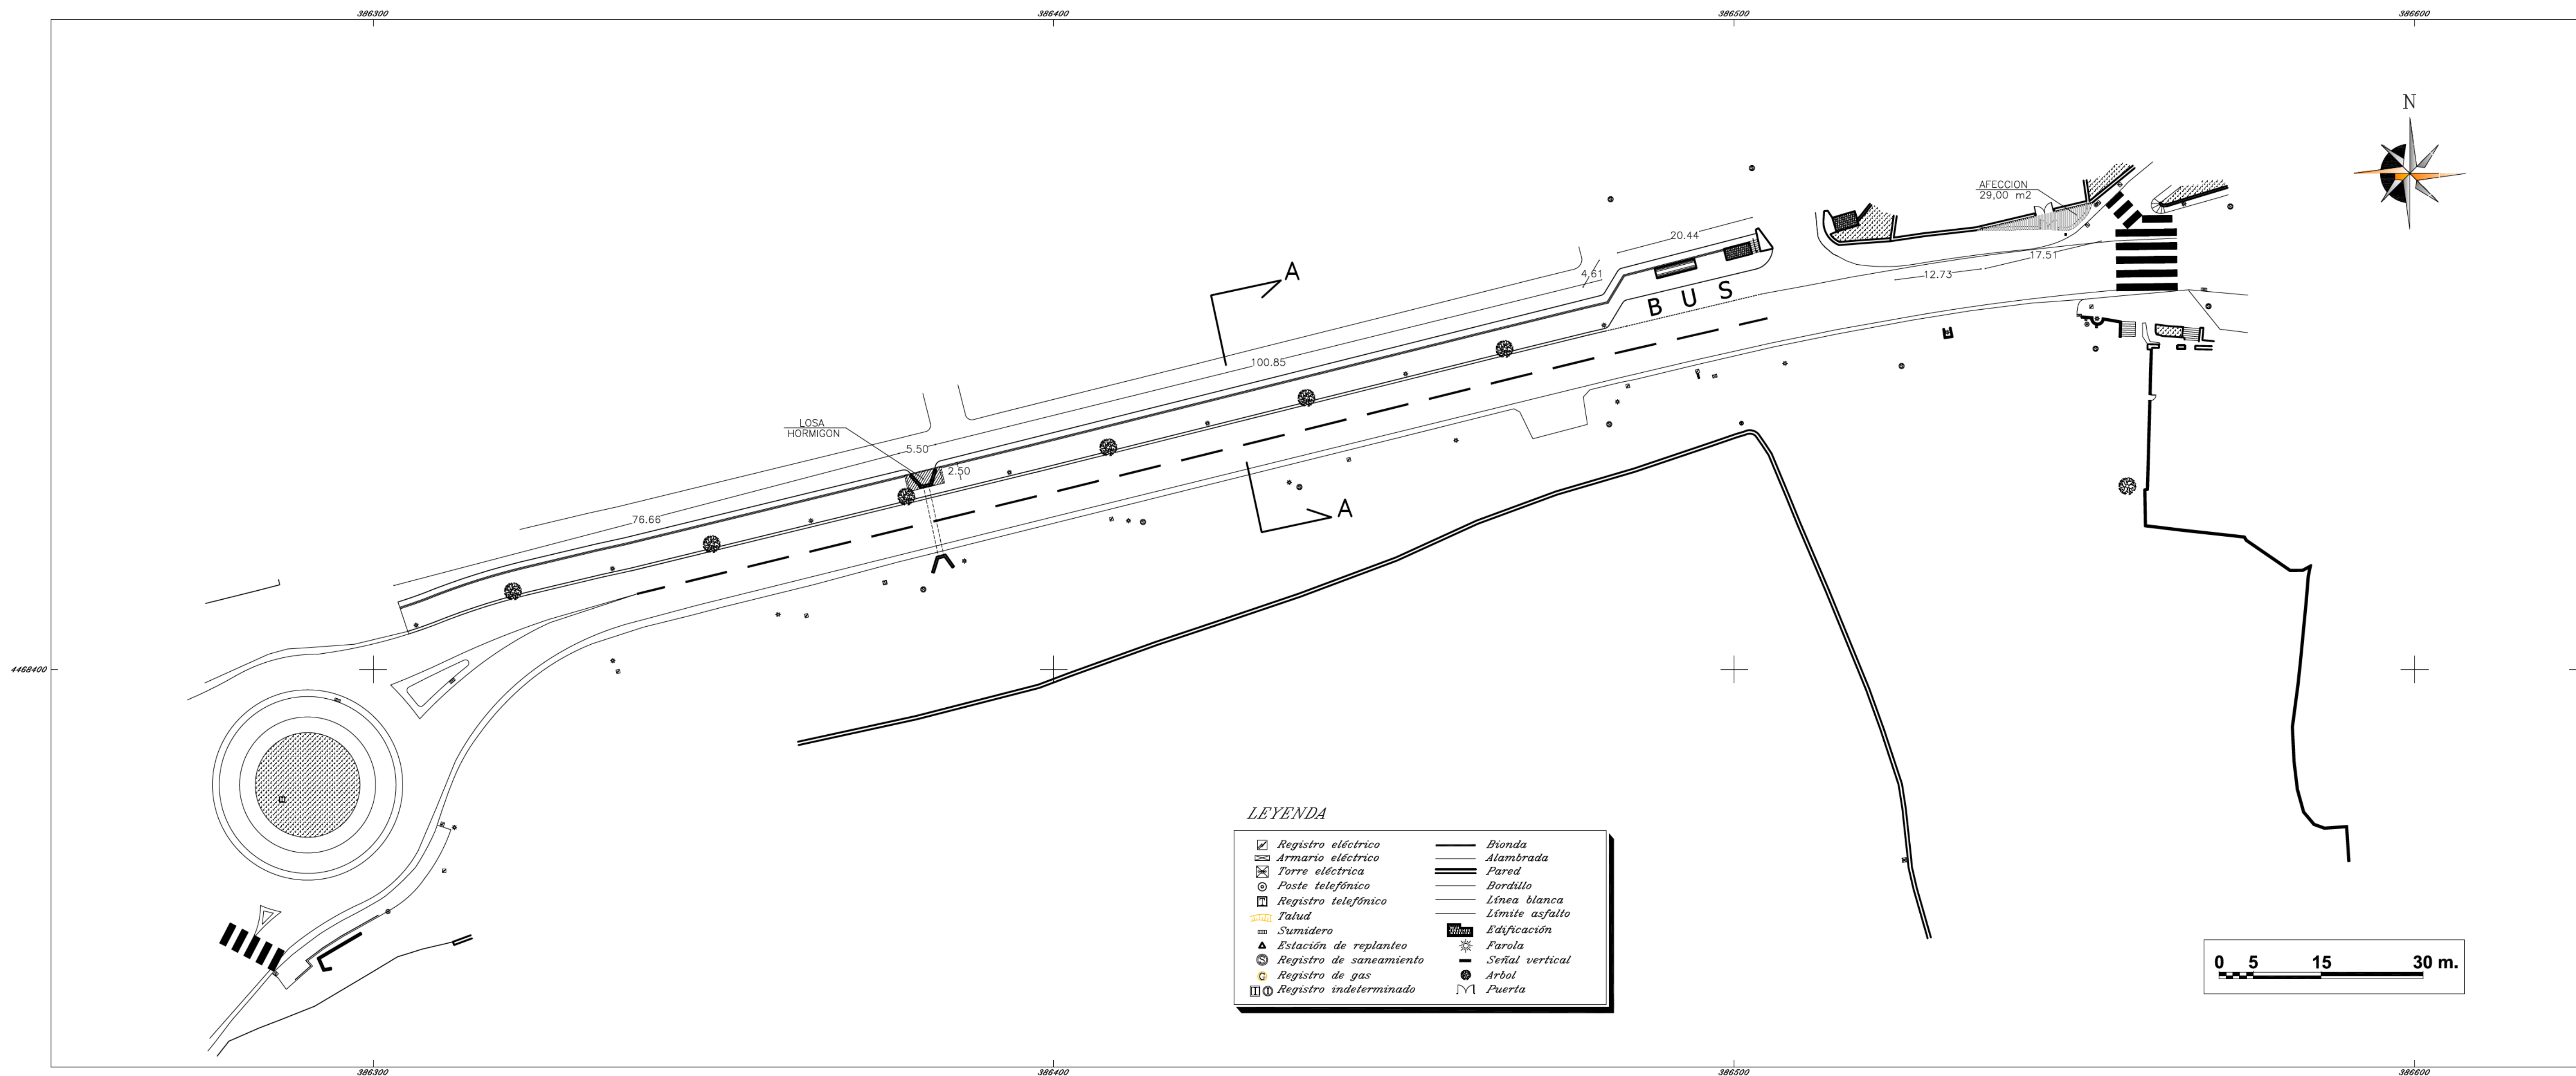 386300
386400
386500
386600
N
AFECCION
29,00 m2
20.44
17.51
12.73
4,61
A
B U S
100.85
LOSA
HORMIGON
5.50
2.50
76.66
A
4468400
LEYENDA
Registro eléctrico
Armario eléctrico
Torre eléctrica
Poste telefónico
Registro telefónico
Talud
Sumidero
Estación de replanteo
S Registro de saneamiento
G Registro de gas
Registro indeterminado
Bionda
Alambrada
Pared
Bordillo
Línea blanca
Límite asfalto
Edificación
Farola
Señal vertical
Arbol
Puerta
0 5 15 30 m.
386300
386400
386500
386600